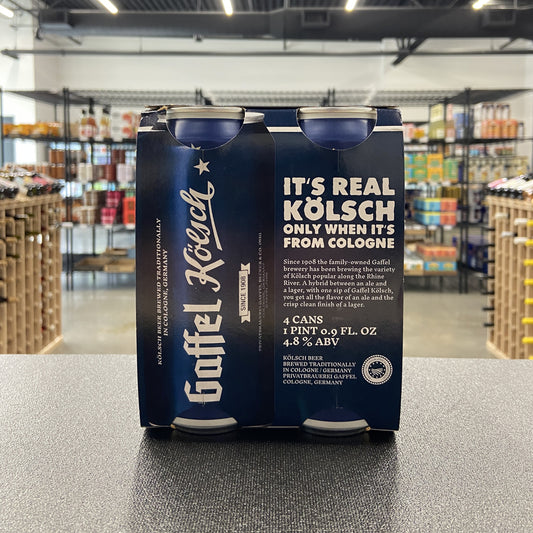 KÖLSCH BEER BREWED TRADITIONALLY
IN COLOGNE, GERMANY
Gaffel Kölsch
SINCE 1908
IT'S REAL
KÖLSCH
ONLY WHEN IT'S
FROM COLOGNE
Since 1908 the family-owned Gaffel
brewery has been brewing the variety
of Kölsch popular along the Rhine
River. A hybrid between an ale and
a lager, with one sip of Gaffel Kölsch,
you get all the flavor of an ale and the
crisp clean finish of a lager.
4 CANS
1 PINT 0.9 FL. OZ
4.8 % ABV
KÖLSCH BEER
BREWED TRADITIONALLY
IN COLOGNE / GERMANY
PRIVATBRAUEREI GAFFEL
COLOGNE, GERMANY